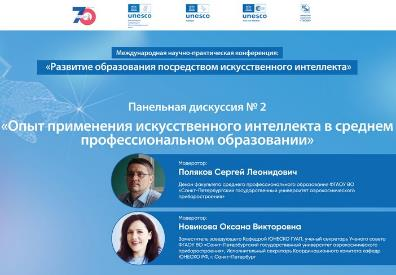 70
unesco
unesco
unesco
Международная научно-практическая конференция:
«Развитие образования посредством искусственного интеллекта»
Панельная дискуссия № 2
«Опыт применения искусственного интеллекта в среднем
профессиональном образовании»
Модератор:
Поляков Сергей Леонидович
Декан факультета среднего профессионального образования ФГАОУ ВО
«Санкт-Петербургский государственный университет аэрокосмического
приборостроения»
Модератор:
Новикова Оксана Викторовна
Заместитель заведующего Кафедрой ЮНЕСКО ГУАП, ученый секретарь Ученого совета
ФГАОУ ВО «Санкт-Петербургский государственный университет аэрокосмического
приборостроения», Исполнительный секретарь Координационного комитета кафедр
ЮНЕСКО РФ, г. Санкт-Петербург